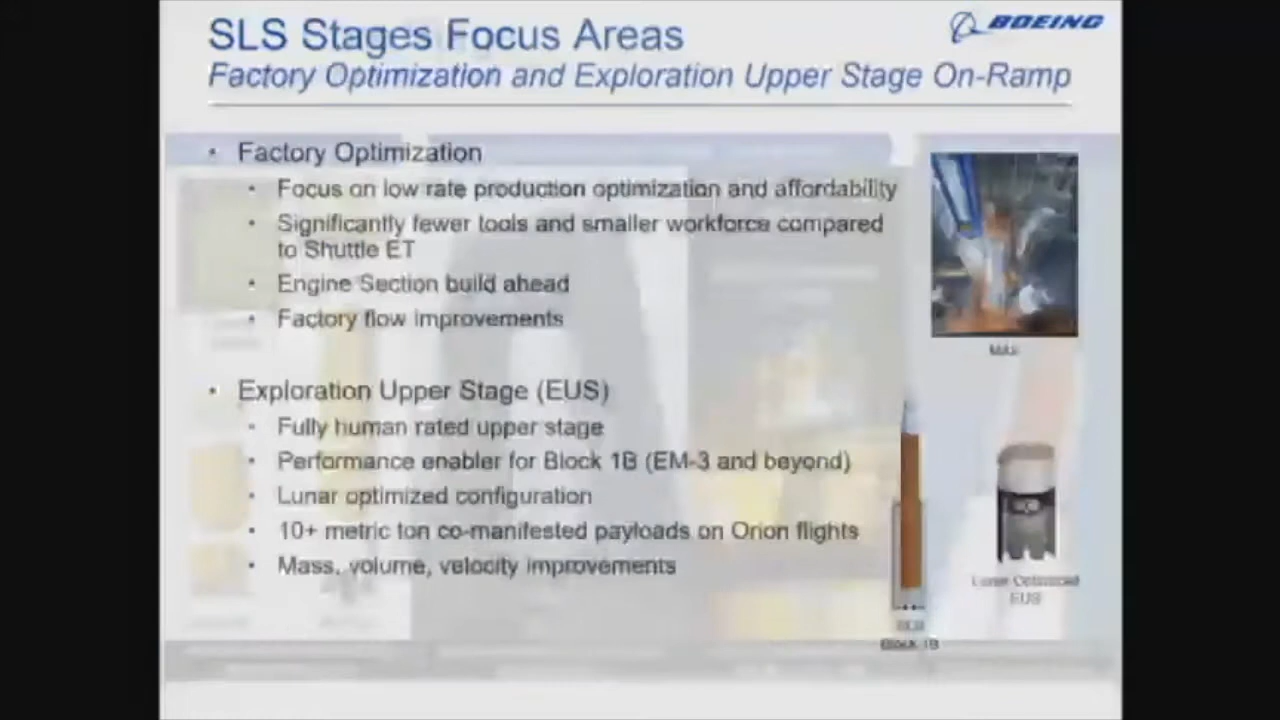 SLS Stages Focus Areas
BOEING
Factory Optimization and Exploration Upper Stage On-Ramp
• Factory Optimization
• Focus on low rate production optimization and affordability
• Significantly fewer tools and smaller workforce compared
to Shuttle ET
• Engine Section build ahead
• Factory flow improvements
• Exploration Upper Stage (EUS)
• Fully human rated upper stage
• Performance enabler for Block 1B (EM-3 and beyond)
• Lunar optimized configuration
• 10+ metric ton co-manifested payloads on Orion flights
• Mass, volume, velocity improvements
Lunar Optimized
EUS
Block 1B